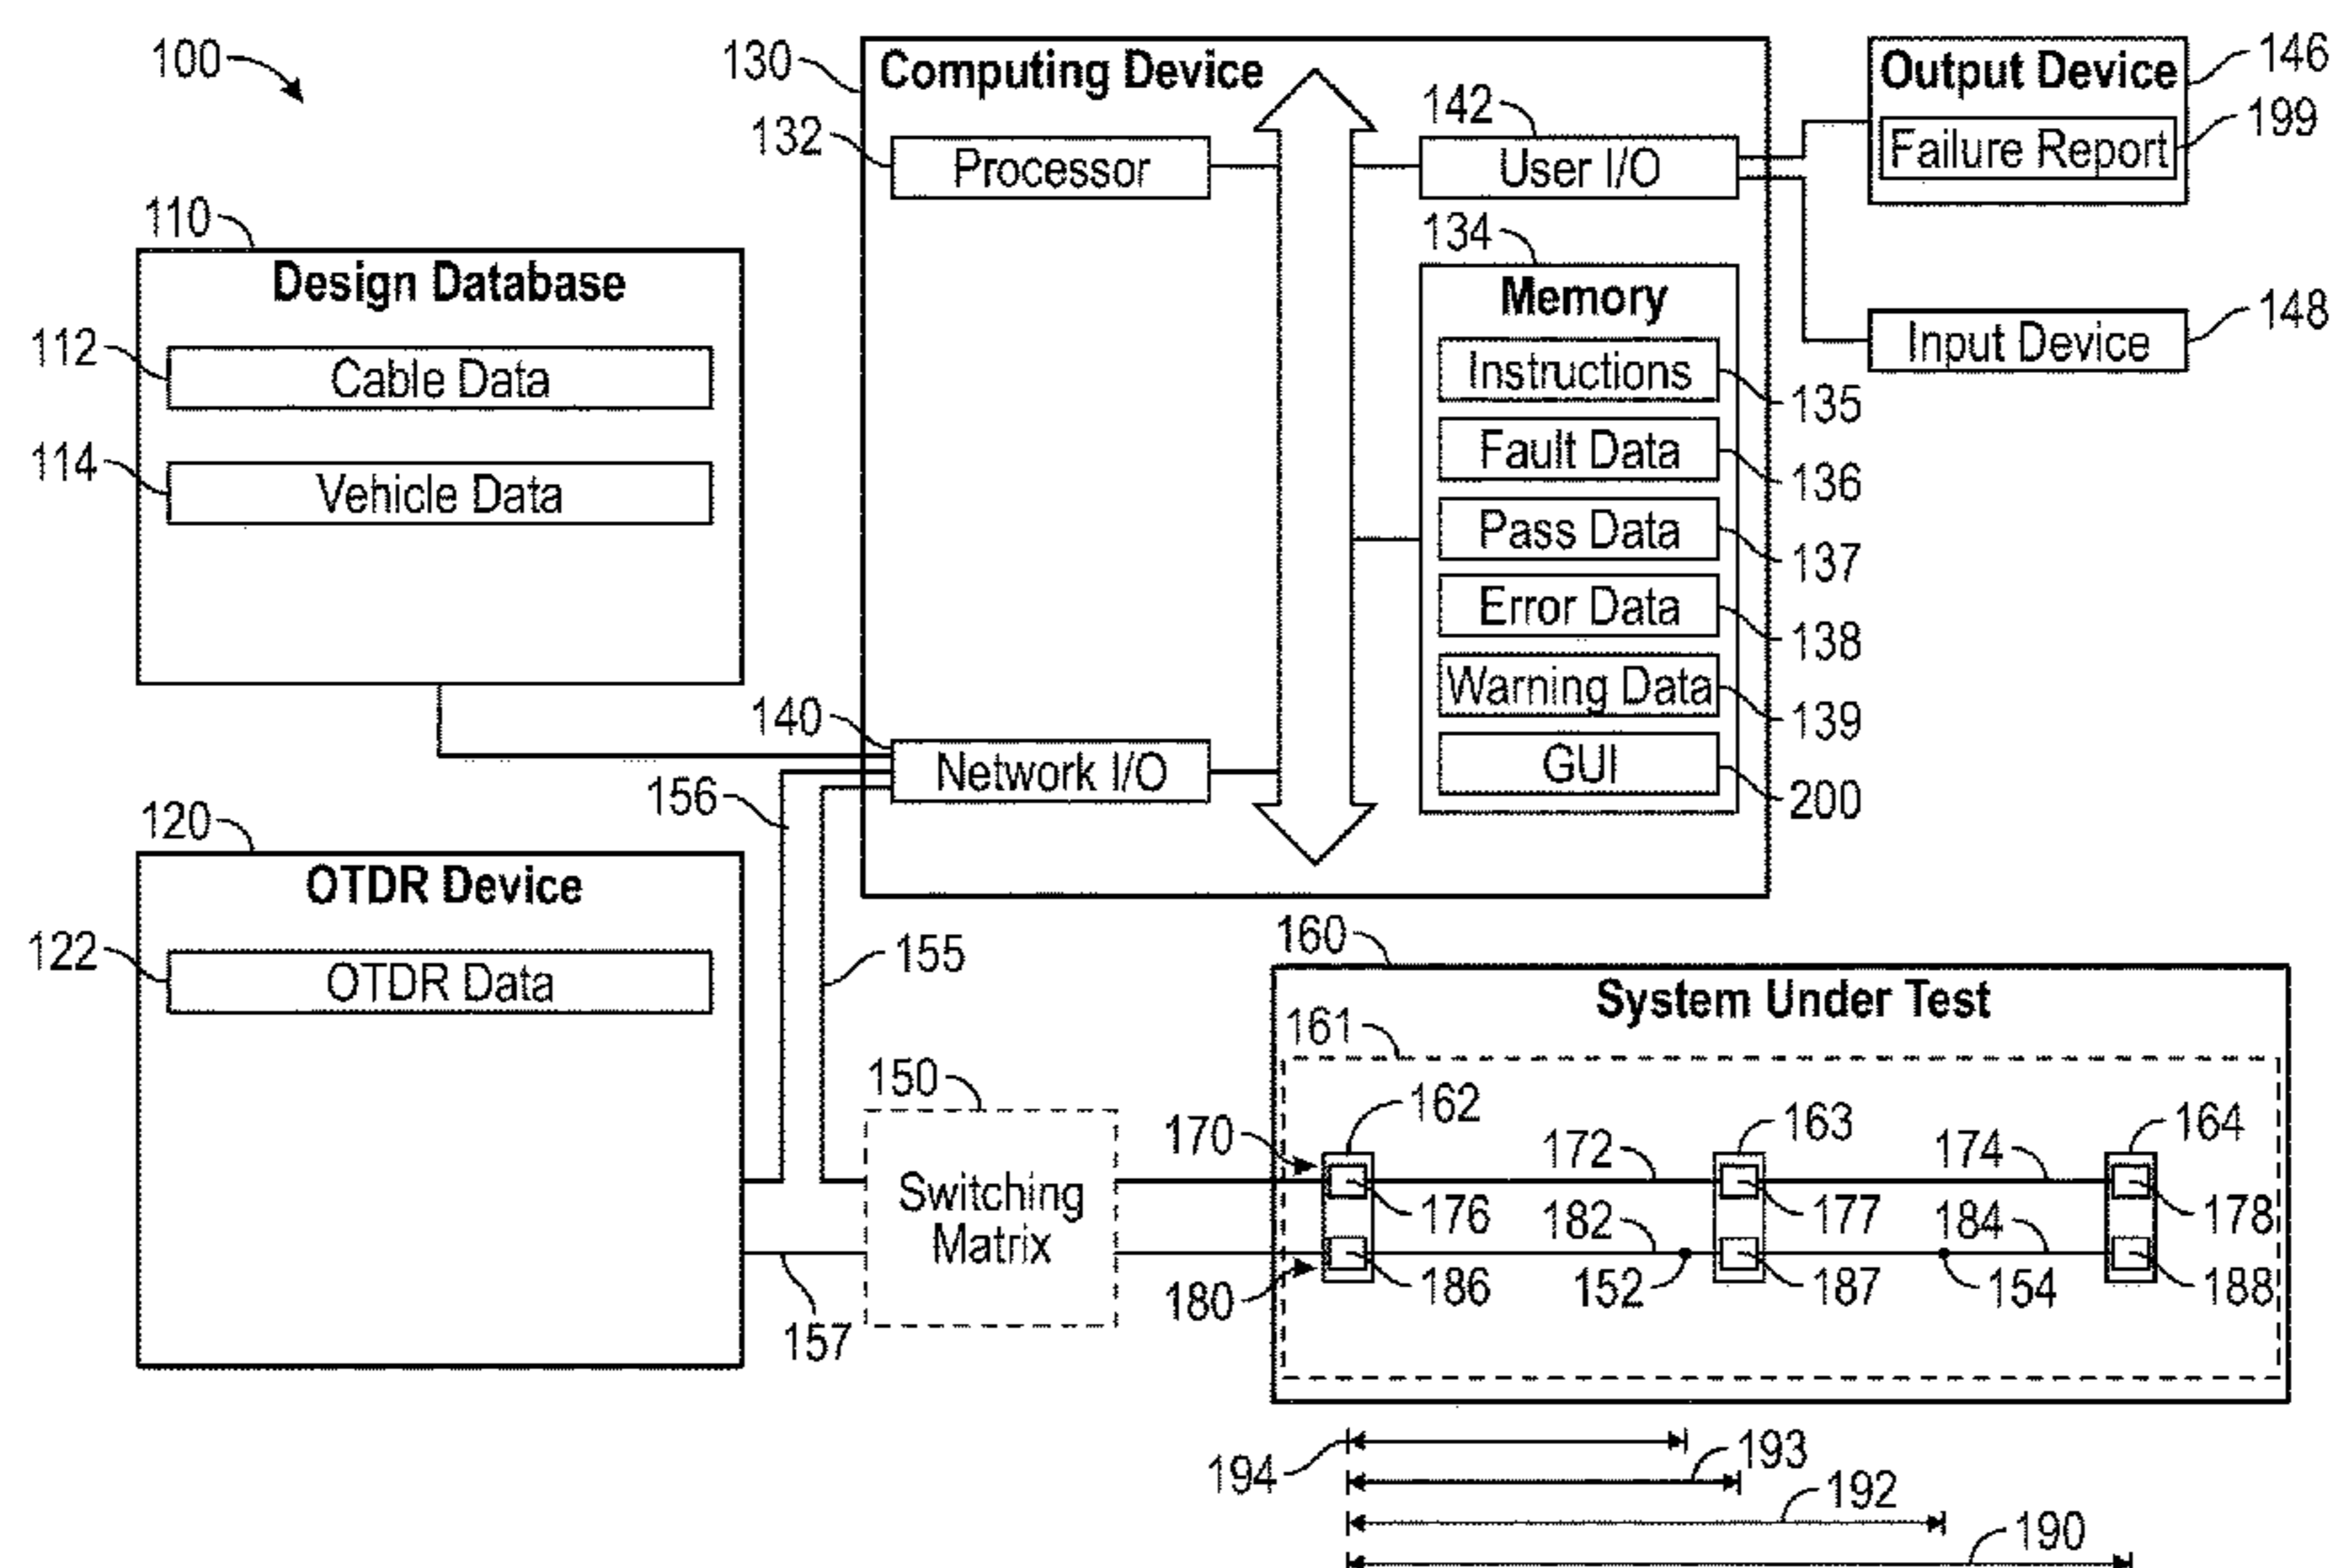 100
130
Computing Device
132
Processor
142
User I/O
Output Device
146
Failure Report
199
134
Memory
Instructions
135
Fault Data
136
Pass Data
137
Error Data
138
Warning Data
139
GUI
200
Input Device
148
110
Design Database
112
Cable Data
114
Vehicle Data
140
Network I/O
156
155
120
OTDR Device
122
OTDR Data
150
Switching
Matrix
157
160
System Under Test
161
170
162
172
163
174
164
176
182
177
184
178
180
186
152
187
154
188
194
193
192
190